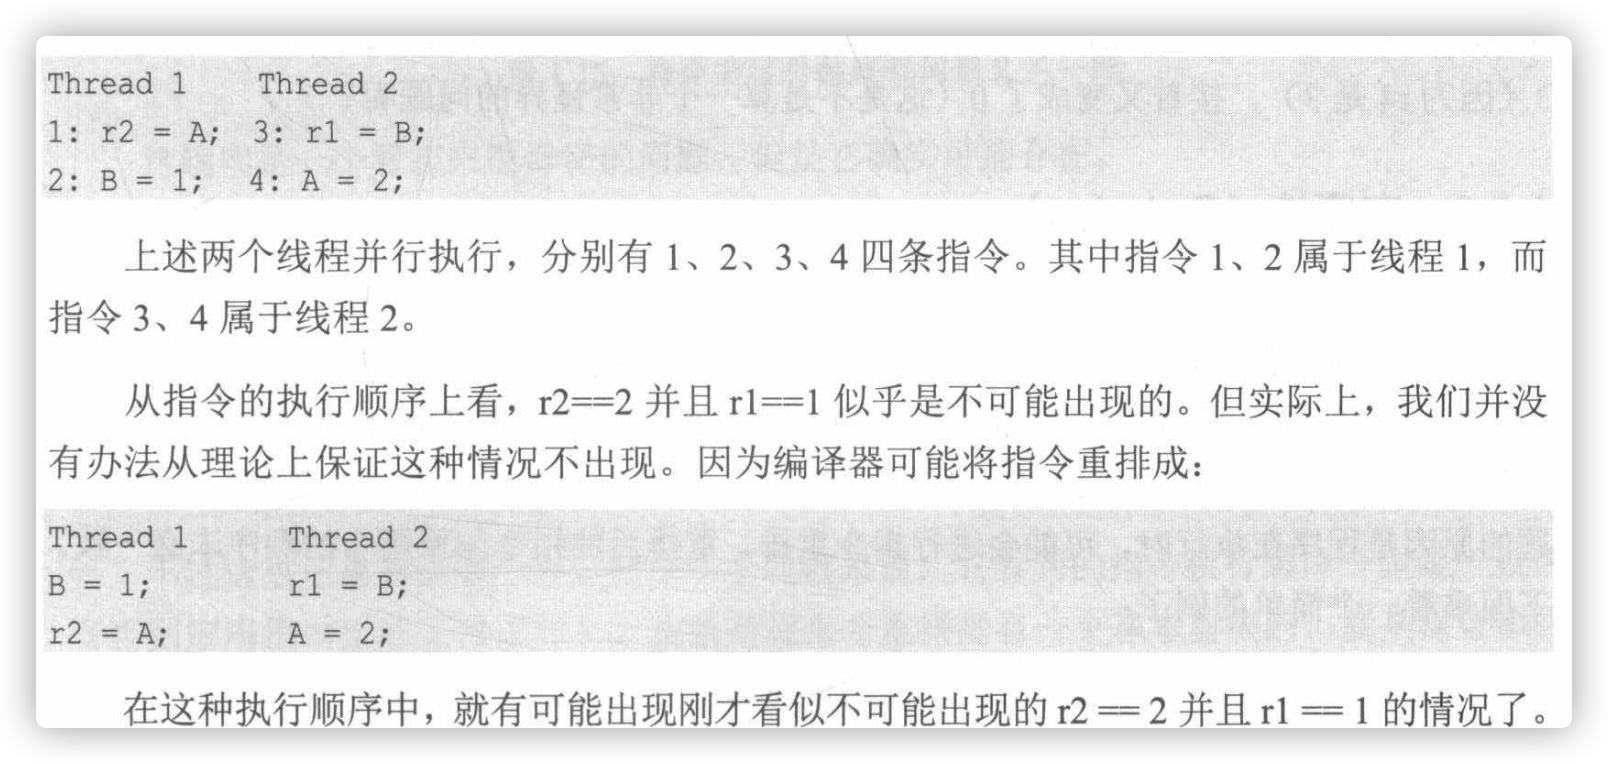 Thread 1    Thread 2
1: r2 = A;  3: r1 = B;
2: B = 1;   4: A = 2;
上述两个线程并行执行，分别有 1、2、3、4 四条指令。其中指令 1、2 属于线程 1，而
指令 3、4 属于线程 2。
从指令的执行顺序上看，r2==2 并且 r1==1 似乎是不可能出现的。但实际上，我们并没
有办法从理论上保证这种情况不出现。因为编译器可能将指令重排成：
Thread 1      Thread 2
B = 1;        r1 = B;
r2 = A;       A = 2;
在这种执行顺序中，就有可能出现刚才看似不可能出现的 r2 == 2 并且 r1 == 1 的情况了。